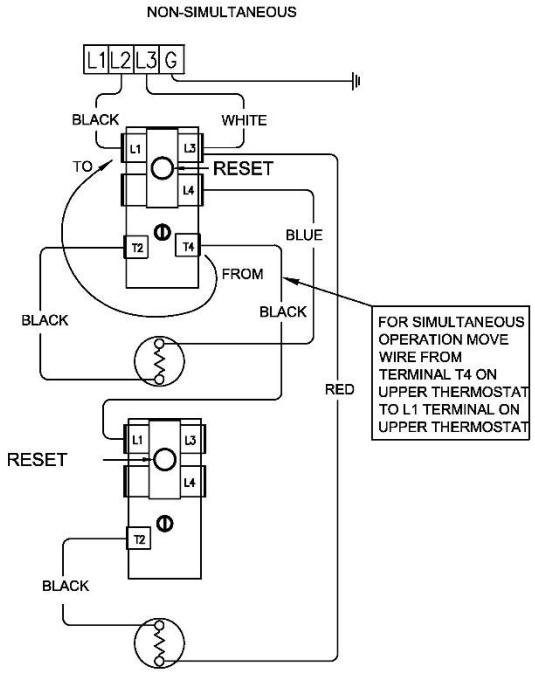 NON-SIMULTANEOUS
L1 L2 L3 G
BLACK
WHITE
L1
L3
TO
RESET
L4
BLUE
T2
T4
FROM
BLACK
BLACK
FOR SIMULTANEOUS
OPERATION MOVE
WIRE FROM
TERMINAL T4 ON
UPPER THERMOSTAT
TO L1 TERMINAL ON
UPPER THERMOSTAT
RED
L1
L3
RESET
L4
T2
BLACK